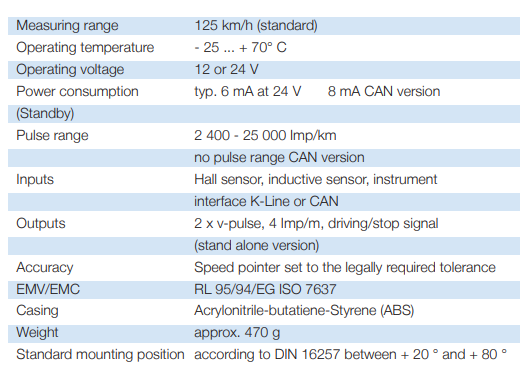 Measuring range 125 km/h (standard)
Operating temperature - 25 ... + 70° C
Operating voltage 12 or 24 V
Power consumption typ. 6 mA at 24 V 8 mA CAN version
(Standby)
Pulse range 2 400 - 25 000 Imp/km
no pulse range CAN version
Inputs Hall sensor, inductive sensor, instrument
interface K-Line or CAN
Outputs 2 x v-pulse, 4 Imp/m, driving/stop signal
(stand alone version)
Accuracy Speed pointer set to the legally required tolerance
EMV/EMC RL 95/94/EG ISO 7637
Casing Acrylonitrile-butatiene-Styrene (ABS)
Weight approx. 470 g
Standard mounting position according to DIN 16257 between + 20 ° and + 80 °